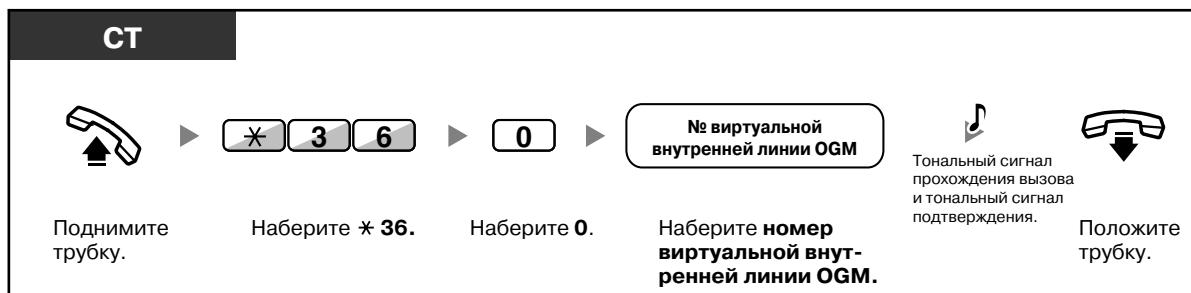 СТ
✳ 3 6
0
№ виртуальной
внутренней линии OGM
Тональный сигнал
прохождения вызова
и тональный сигнал
подтверждения.
Поднимите
трубку.
Наберите ✳ 36.
Наберите 0.
Наберите номер
виртуальной внут-
ренней линии OGM.
Положите
трубку.